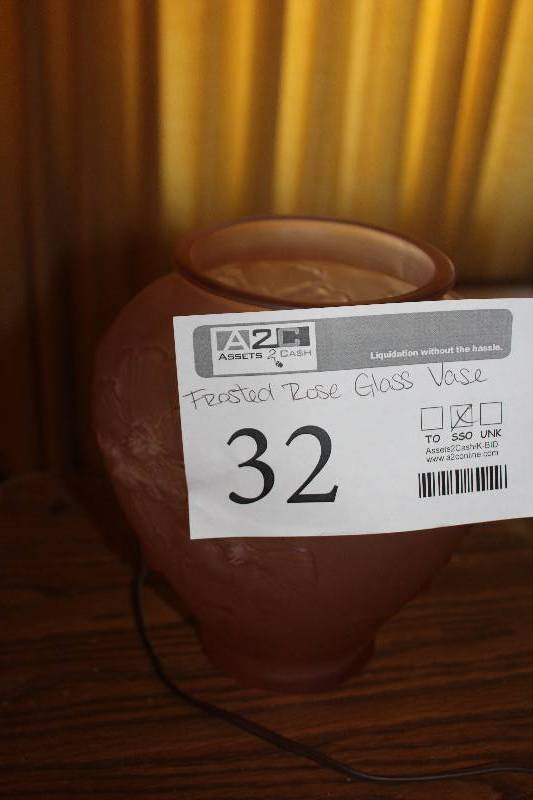 A2C
ASSETS 2 CASH
Liquidation without the hassle.
Frosted Rose Glass Vase
32
TO SSO UNK
Assets2Cash/K-BID
www.a2conline.com